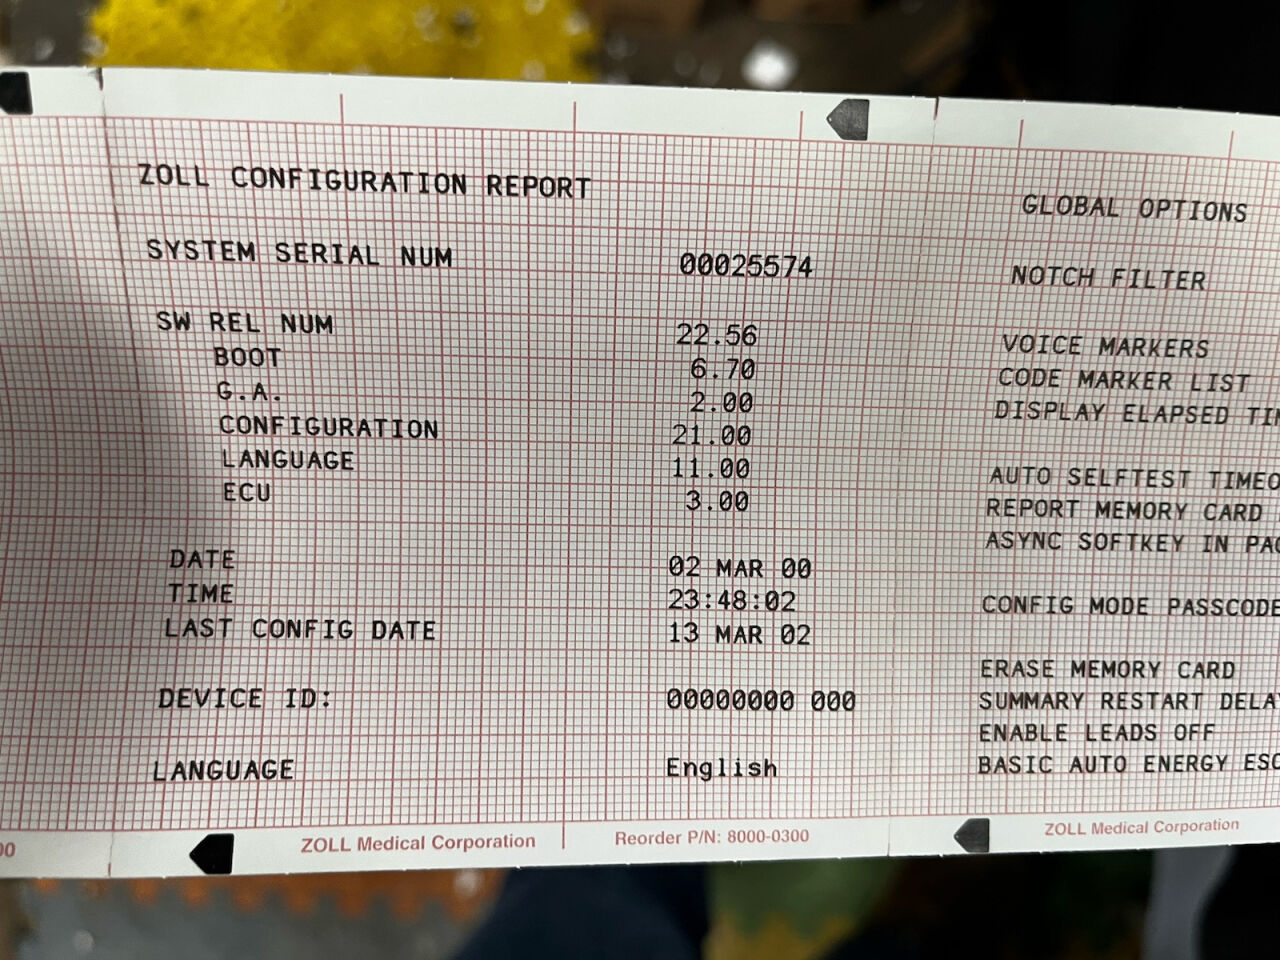 ZOLL CONFIGURATION REPORT
SYSTEM SERIAL NUM 00025574
SW REL NUM 22.56
BOOT 6.70
G.A. 2.00
CONFIGURATION 21.00
LANGUAGE 11.00
ECU 3.00
DATE 02 MAR 00
TIME 23:48:02
LAST CONFIG DATE 13 MAR 02
DEVICE ID: 00000000 000
LANGUAGE English
GLOBAL OPTIONS
NOTCH FILTER
VOICE MARKERS
CODE MARKER LIST
DISPLAY ELAPSED
AUTO SELFTEST
REPORT MEMORY CARD
ASYNC SOFTKEY IN
CONFIG MODE PASSCODE
ERASE MEMORY CARD
SUMMARY RESTART
ENABLE LEADS OFF
BASIC AUTO ENERGY
ZOLL Medical Corporation Reorder P/N: 8000-0300 ZOLL Medical Corporation